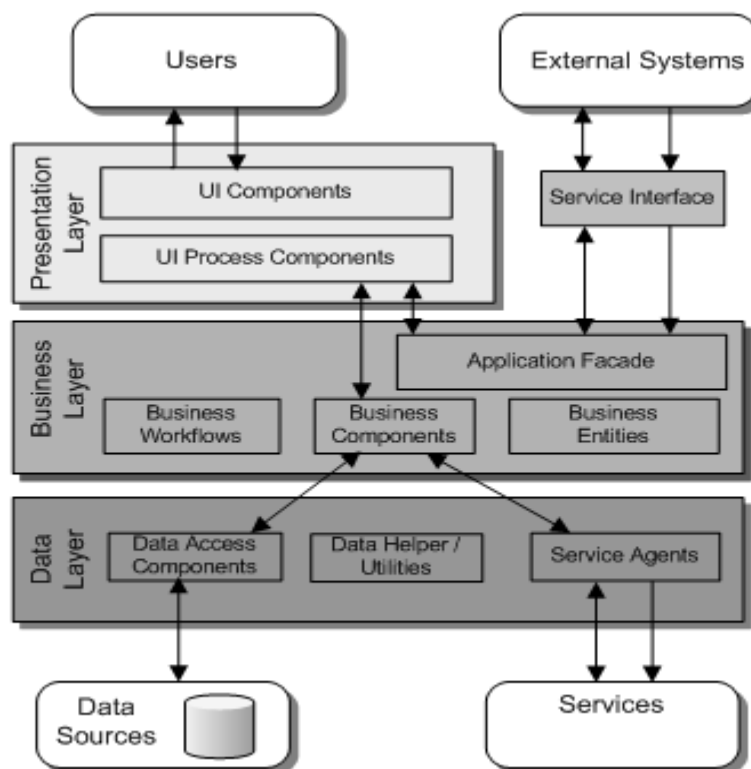 Users
External Systems
Presentation
Layer
UI Components
UI Process Components
Service Interface
Business
Layer
Application Facade
Business
Workflows
Business
Components
Business
Entities
Data
Layer
Data Access
Components
Data Helper /
Utilities
Service Agents
Data
Sources
Services